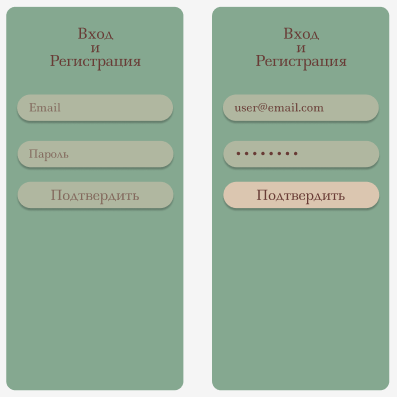 Вход
и
Регистрация
Email
Пароль
Подтвердить
Вход
и
Регистрация
user@email.com
••••••••
Подтвердить